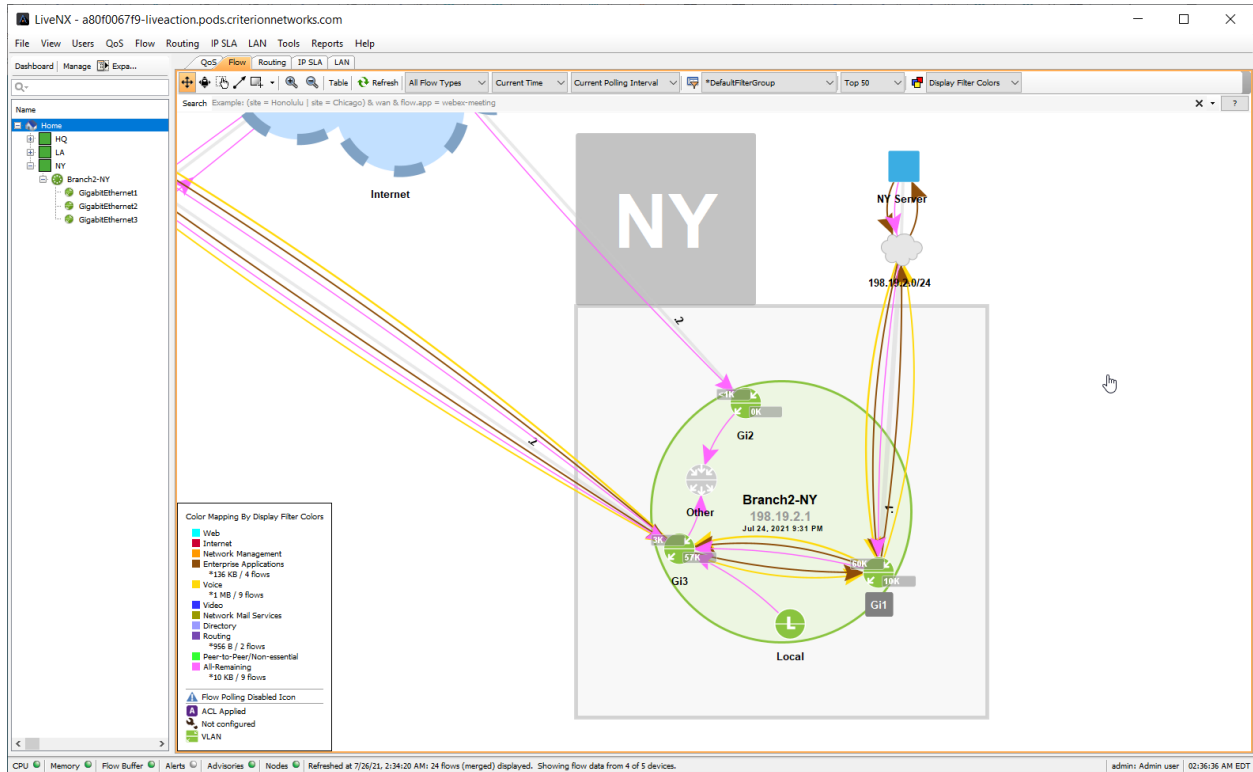 LiveNX - a80f0067f9-liveaction.pods.criterionnetworks.com
File View Users QoS Flow Routing IP SLA LAN Tools Reports Help
Dashboard Manage Expa...
QoS Flow Routing IP SLA LAN
Table Refresh All Flow Types Current Time Current Polling Interval *DefaultFilterGroup Top 50 Display Filter Colors
Search Example: (site = Honolulu | site = Chicago) & wan & flow.app = webex-meeting
X ?
Name
Home
HQ
LA
NY
Branch2-NY
GigabitEthernet1
GigabitEthernet2
GigabitEthernet3
Internet
NY
NY Server
198.19.2.0/24
.2
<1K
0K
Gi2
.2
Other
Branch2-NY
198.19.2.1
Jul 24, 2021 9:31 PM
.1
3K
57K
Gi3
60K
10K
Gi1
L
Local
Color Mapping By Display Filter Colors
Web
Internet
Network Management
Enterprise Applications
*136 KB / 4 flows
Voice
*1 MB / 9 flows
Video
Network Mail Services
Directory
Routing
*956 B / 2 flows
Peer-to-Peer/Non-essential
All-Remaining
*10 KB / 9 flows
Flow Polling Disabled Icon
A ACL Applied
Not configured
VLAN
CPU Memory Flow Buffer Alerts Advisories Nodes Refreshed at 7/26/21, 2:34:20 AM: 24 flows (merged) displayed. Showing flow data from 4 of 5 devices. admin: Admin user 02:36:36 AM EDT